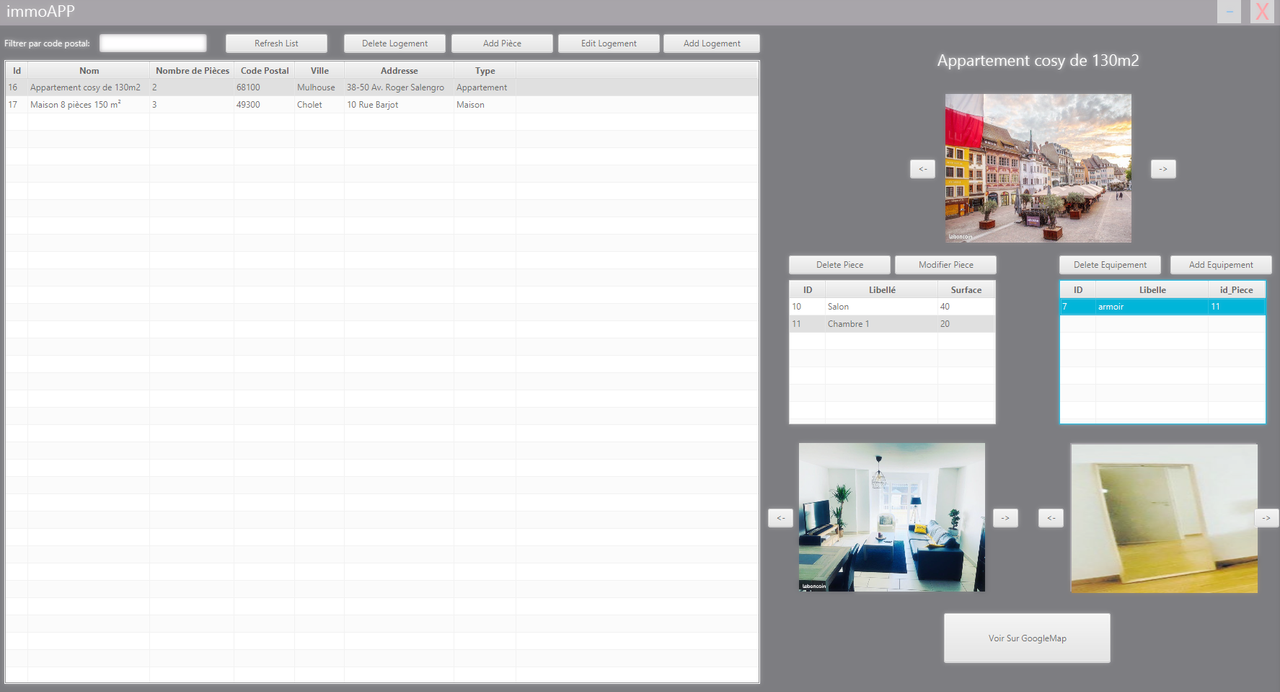 immoAPP
– X
Filtrer par code postal: Refresh List Delete Logement Add Pièce Edit Logement Add Logement
Id Nom Nombre de Pièces Code Postal Ville Addresse Type
16 Appartement cosy de 130m2 2 68100 Mulhouse 38-50 Av. Roger Salengro Appartement
17 Maison 8 pièces 150 m² 3 49300 Cholet 10 Rue Barjot Maison
Appartement cosy de 130m2
<- ->
leboncoin
Delete Piece Modifier Piece
ID Libellé Surface
10 Salon 40
11 Chambre 1 20
Delete Equipement Add Equipement
ID Libelle id_Piece
7 armoir 11
<- -> <- ->
leboncoin
Voir Sur GoogleMap